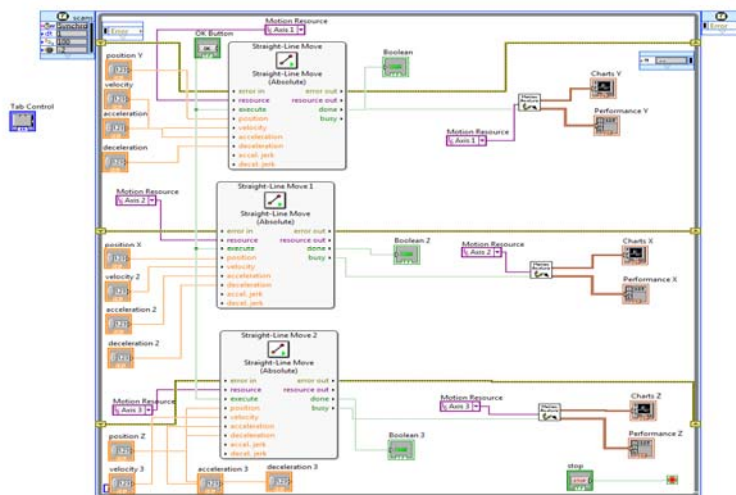 scans
Error
Motion Resource
Axis 1
OK Button
OK
Straight-Line Move
Straight-Line Move
(Absolute)
error in error out
resource resource out
execute done
position busy
velocity
acceleration
deceleration
accel. jerk
decel. jerk
position Y
velocity
acceleration
deceleration
Boolean
Motion Resource
Axis 1
Charts Y
Performance Y
Tab Control
Motion Resource
Axis 2
Straight-Line Move 1
Straight-Line Move
(Absolute)
error in error out
resource resource out
execute done
position busy
velocity
acceleration
deceleration
accel. jerk
decel. jerk
position X
velocity 2
acceleration 2
deceleration 2
Boolean 2
Motion Resource
Axis 2
Charts X
Performance X
Straight-Line Move 2
Straight-Line Move
(Absolute)
error in error out
resource resource out
execute done
position busy
velocity
acceleration
deceleration
accel. jerk
decel. jerk
Motion Resource
Axis 3
position Z
velocity 3
acceleration 3
deceleration 3
Boolean 3
Motion Resource
Axis 3
Charts Z
Performance Z
stop